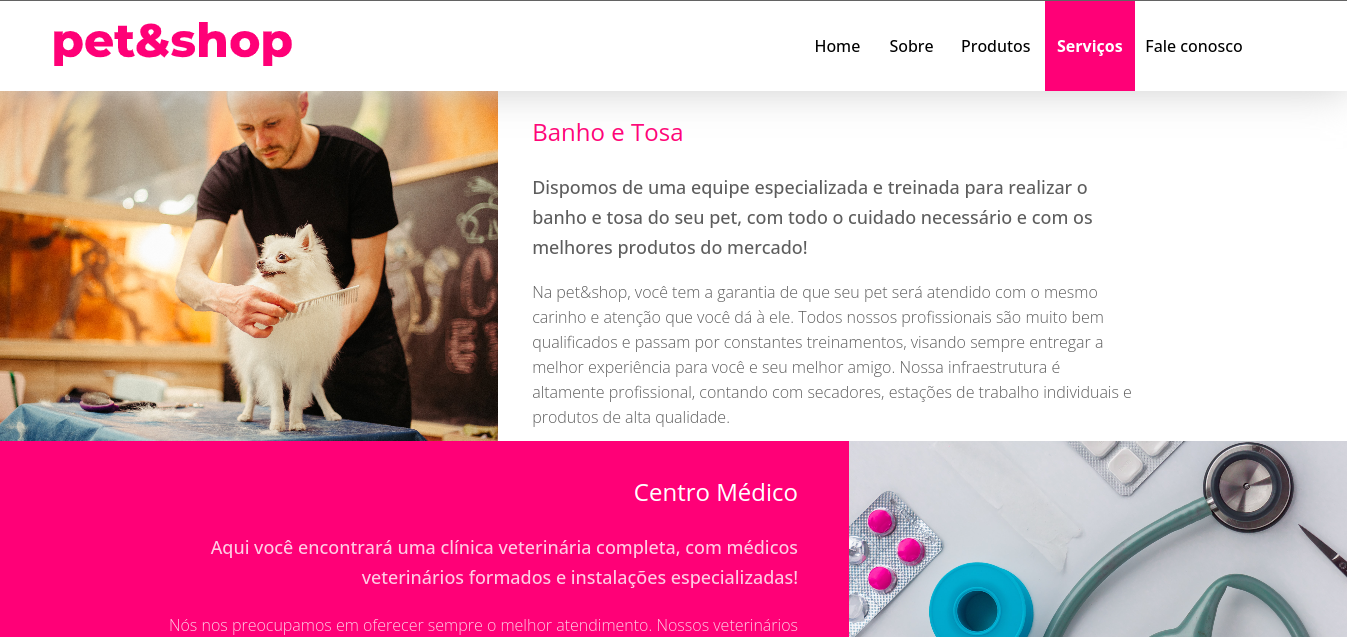 pet&shop
Home Sobre Produtos Serviços Fale conosco
Banho e Tosa
Dispomos de uma equipe especializada e treinada para realizar o
banho e tosa do seu pet, com todo o cuidado necessário e com os
melhores produtos do mercado!
Na pet&shop, você tem a garantia de que seu pet será atendido com o mesmo
carinho e atenção que você dá à ele. Todos nossos profissionais são muito bem
qualificados e passam por constantes treinamentos, visando sempre entregar a
melhor experiência para você e seu melhor amigo. Nossa infraestrutura é
altamente profissional, contando com secadores, estações de trabalho individuais e
produtos de alta qualidade.
Centro Médico
Aqui você encontrará uma clínica veterinária completa, com médicos
veterinários formados e instalações especializadas!
Nós nos preocupamos em oferecer sempre o melhor atendimento. Nossos veterinários